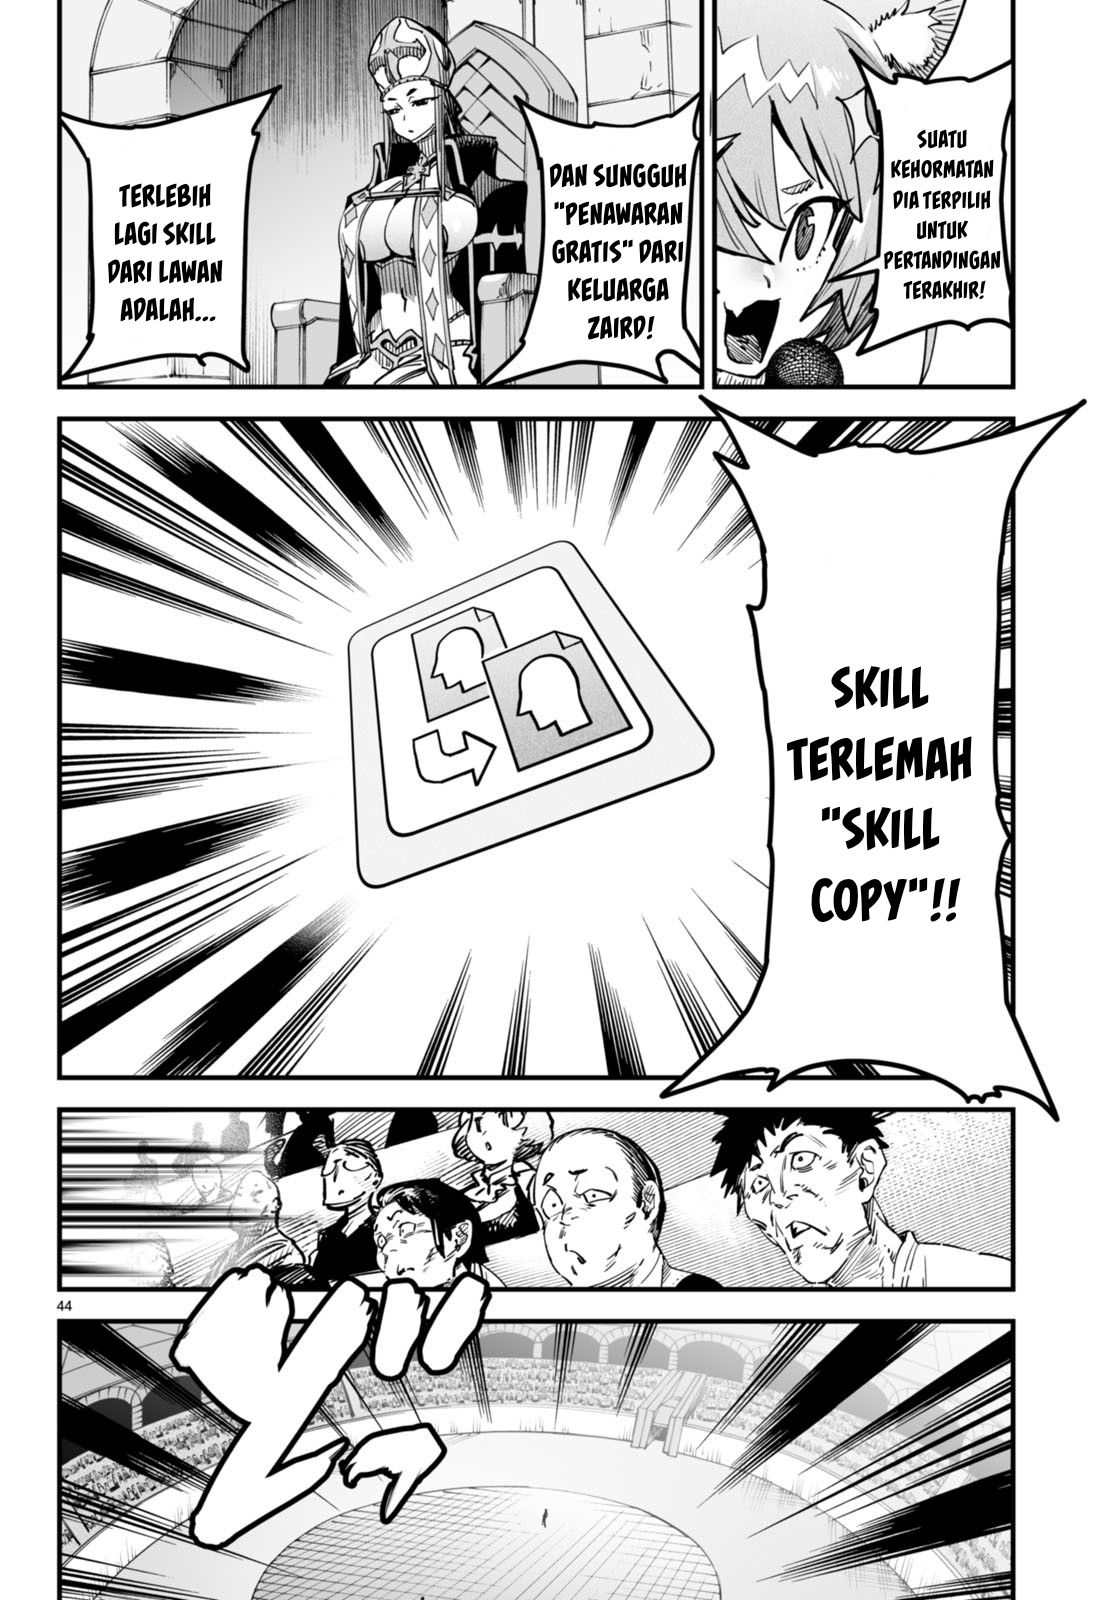 SUATU
KEHORMATAN
DIA TERPILIH
UNTUK
PERTANDINGAN
TERAKHIR!
DAN SUNGGUH
"PENAWARAN
GRATIS" DARI
KELUARGA
ZAIRD!
TERLEBIH
LAGI SKILL
DARI LAWAN
ADALAH...
SKILL
TERLEMAH
"SKILL
COPY"!!
44